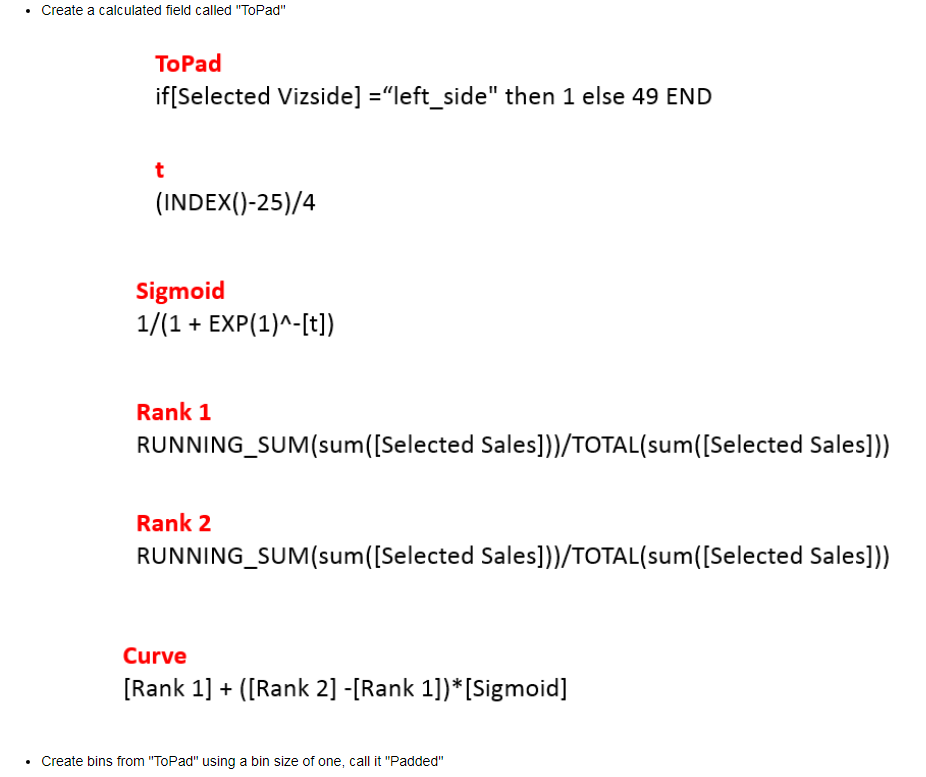 • Create a calculated field called "ToPad"
ToPad
if[Selected Vizside] =“left_side" then 1 else 49 END
t
(INDEX()-25)/4
Sigmoid
1/(1 + EXP(1)^-[t])
Rank 1
RUNNING_SUM(sum([Selected Sales]))/TOTAL(sum([Selected Sales]))
Rank 2
RUNNING_SUM(sum([Selected Sales]))/TOTAL(sum([Selected Sales]))
Curve
[Rank 1] + ([Rank 2] -[Rank 1])*[Sigmoid]
• Create bins from "ToPad" using a bin size of one, call it "Padded"